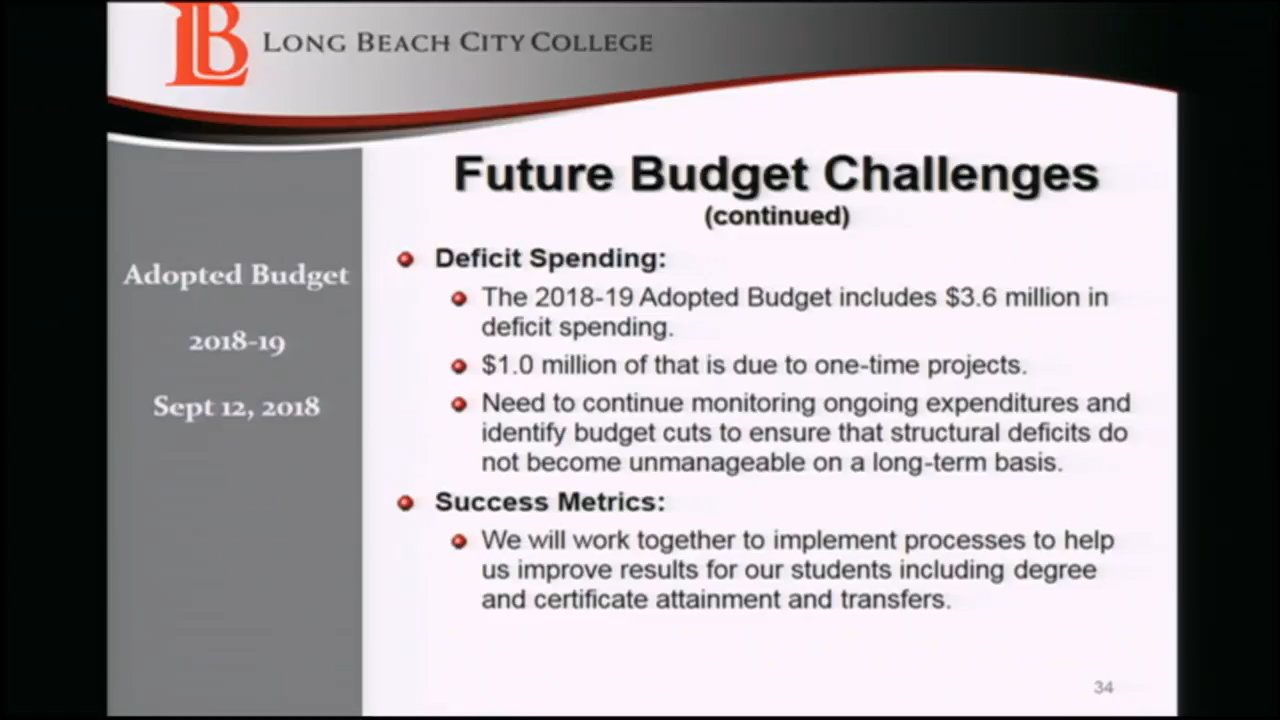 LB LONG BEACH CITY COLLEGE
Future Budget Challenges
(continued)
Adopted Budget
2018-19
Sept 12, 2018
Deficit Spending:
The 2018-19 Adopted Budget includes $3.6 million in
deficit spending.
$1.0 million of that is due to one-time projects.
Need to continue monitoring ongoing expenditures and
identify budget cuts to ensure that structural deficits do
not become unmanageable on a long-term basis.
Success Metrics:
We will work together to implement processes to help
us improve results for our students including degree
and certificate attainment and transfers.
34